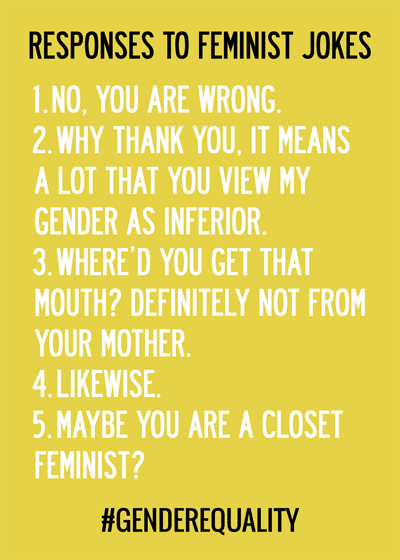 RESPONSES TO FEMINIST JOKES
1. NO, YOU ARE WRONG.
2. WHY THANK YOU, IT MEANS
A LOT THAT YOU VIEW MY
GENDER AS INFERIOR.
3. WHERE'D YOU GET THAT
MOUTH? DEFINITELY NOT FROM
YOUR MOTHER.
4. LIKEWISE.
5. MAYBE YOU ARE A CLOSET
FEMINIST?
#GENDEREQUALITY